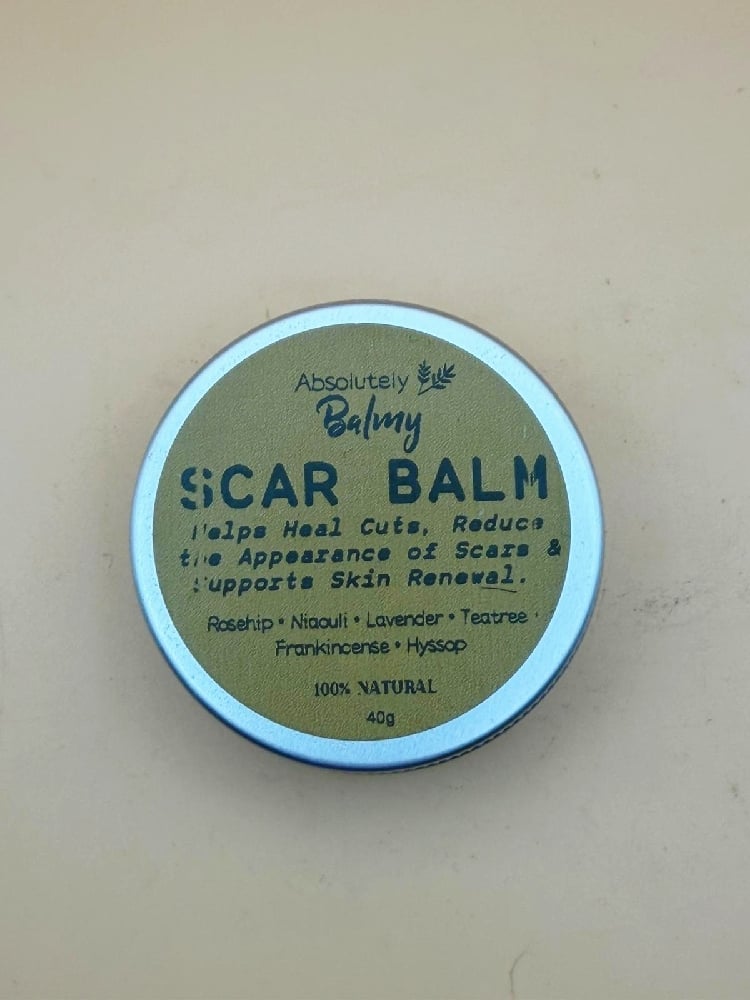 Absolutely
Balmy
SCAR BALM
Helps Heal Cuts, Reduce
the Appearance of Scars &
Supports Skin Renewal.
Rosehip • Niaouli • Lavender • Teatree •
Frankincense • Hyssop
100% NATURAL
40g